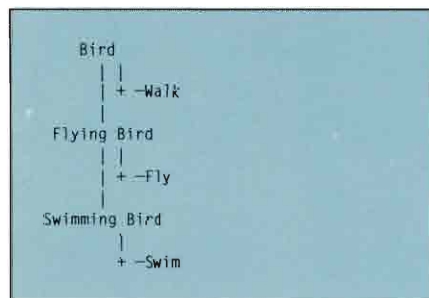 Bird
| |
| + —Walk
|
Flying Bird
| |
| + —Fly
|
Swimming Bird
|
+ —Swim